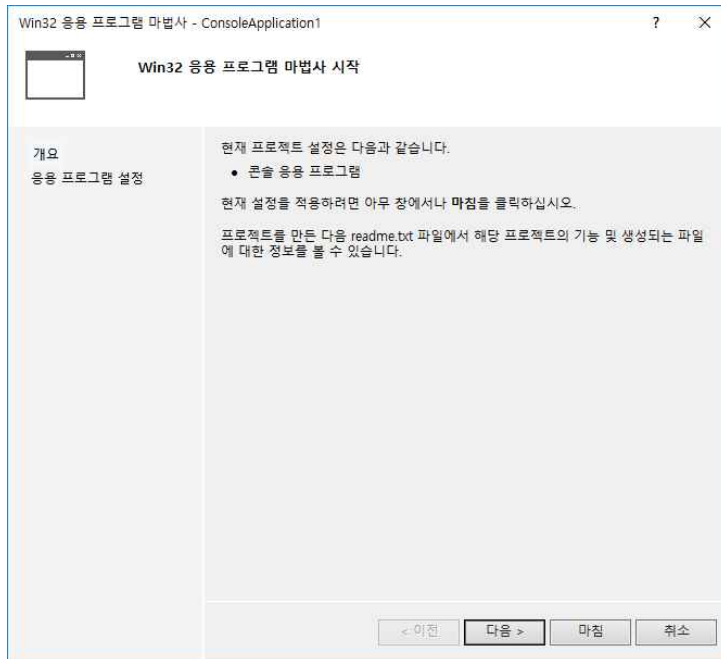 Win32 응용 프로그램 마법사 - ConsoleApplication1
Win32 응용 프로그램 마법사 시작
개요
응용 프로그램 설정
현재 프로젝트 설정은 다음과 같습니다.
• 콘솔 응용 프로그램
현재 설정을 적용하려면 아무 창에서나 마침을 클릭하십시오.
프로젝트를 만든 다음 readme.txt 파일에서 해당 프로젝트의 기능 및 생성되는 파일
에 대한 정보를 볼 수 있습니다.
< 이전 다음 > 마침 취소